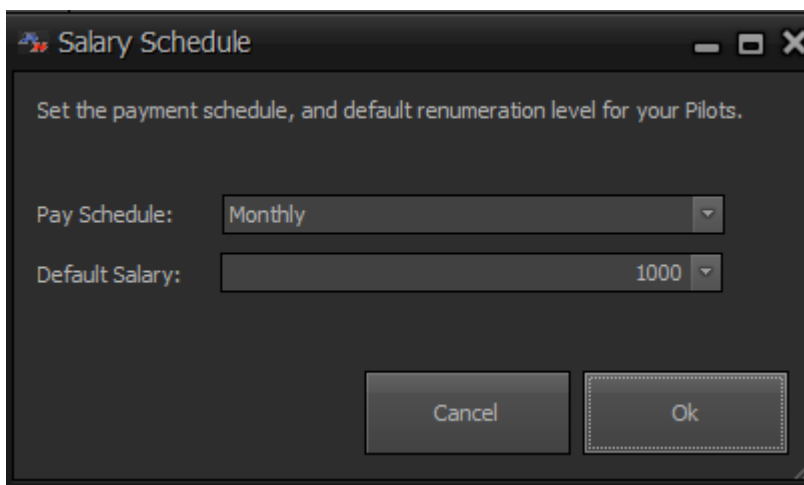 Salary Schedule
Set the payment schedule, and default renumeration level for your Pilots.
Pay Schedule: Monthly
Default Salary: 1000
Cancel Ok